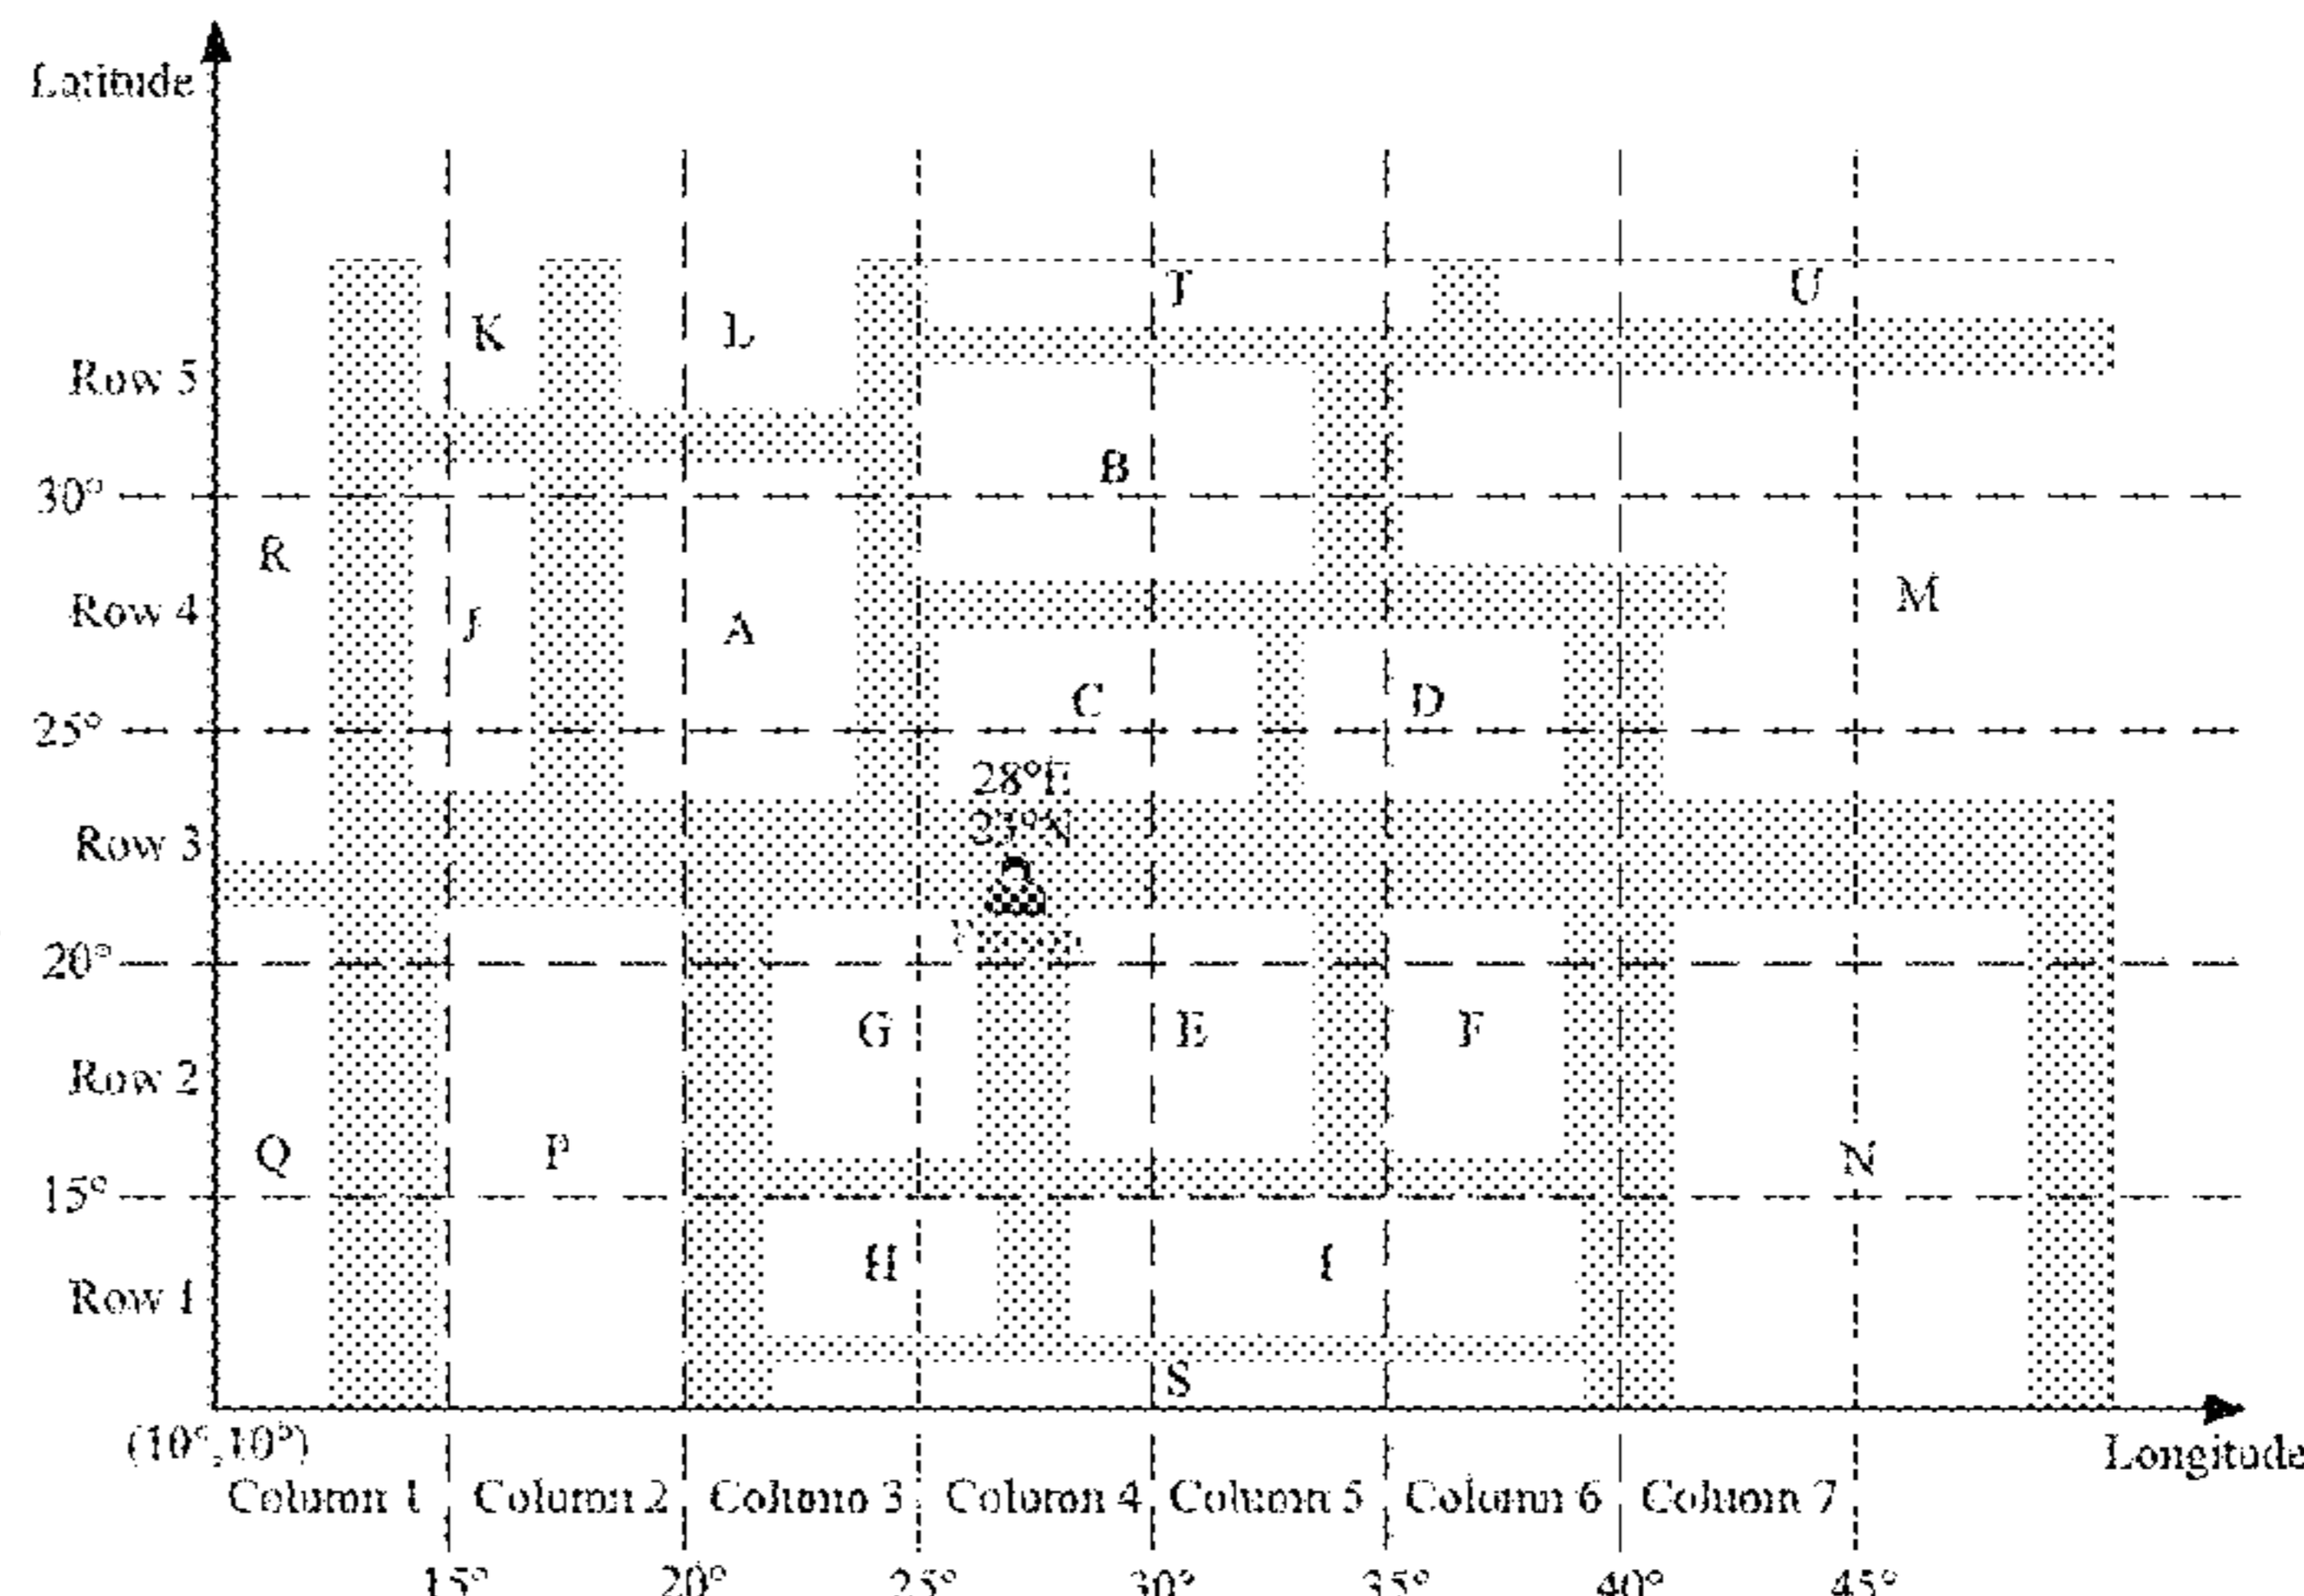 Latitude
T U
K L
Row 5
B
30°
R
Row 4 J A M
C D
25°
28°E
23°N
Row 3
20°
G E F
Row 2
Q P N
15°
H I
Row 1
S
(10°,10°) Longitude
Column 1 Column 2 Column 3 Column 4 Column 5 Column 6 Column 7
15° 20° 25° 30° 35° 40° 45°